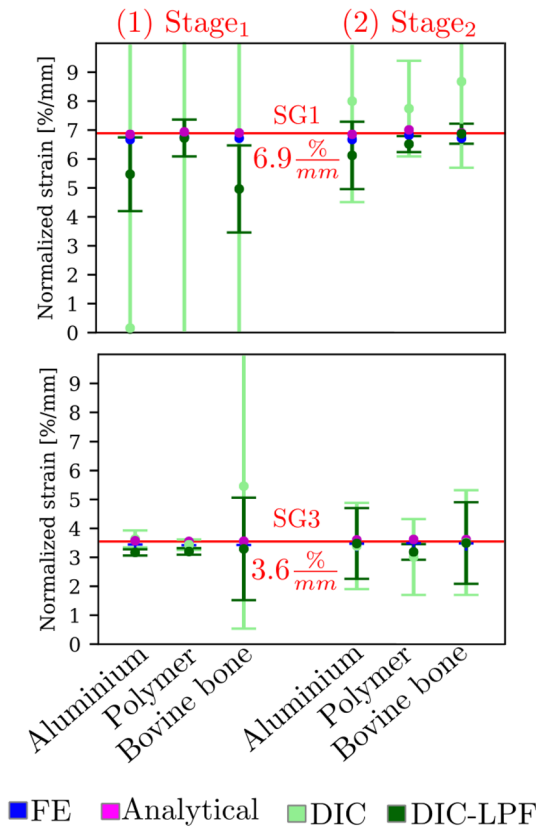 (1) Stage₁ (2) Stage₂
Normalized strain [%/mm]
9
8
7
6
5
4
3
2
1
0
SG1
6.9 %/mm
Normalized strain [%/mm]
9
8
7
6
5
4
3
2
1
0
SG3
3.6 %/mm
Aluminium Polymer Bovine bone Aluminium Polymer Bovine bone
FE Analytical DIC DIC-LPF